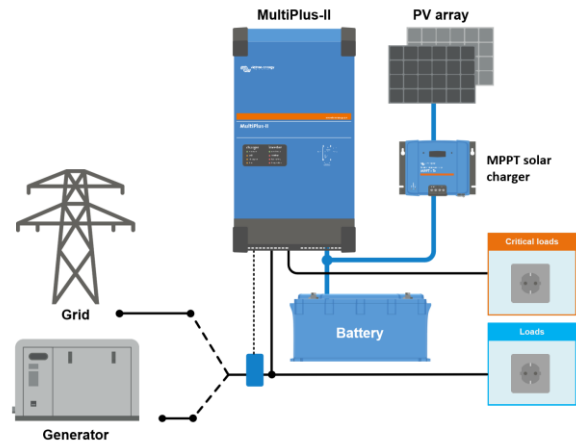 MultiPlus-II
PV array
MultiPlus-II
MPPT solar
charger
Critical loads
Grid
Battery
Loads
Generator